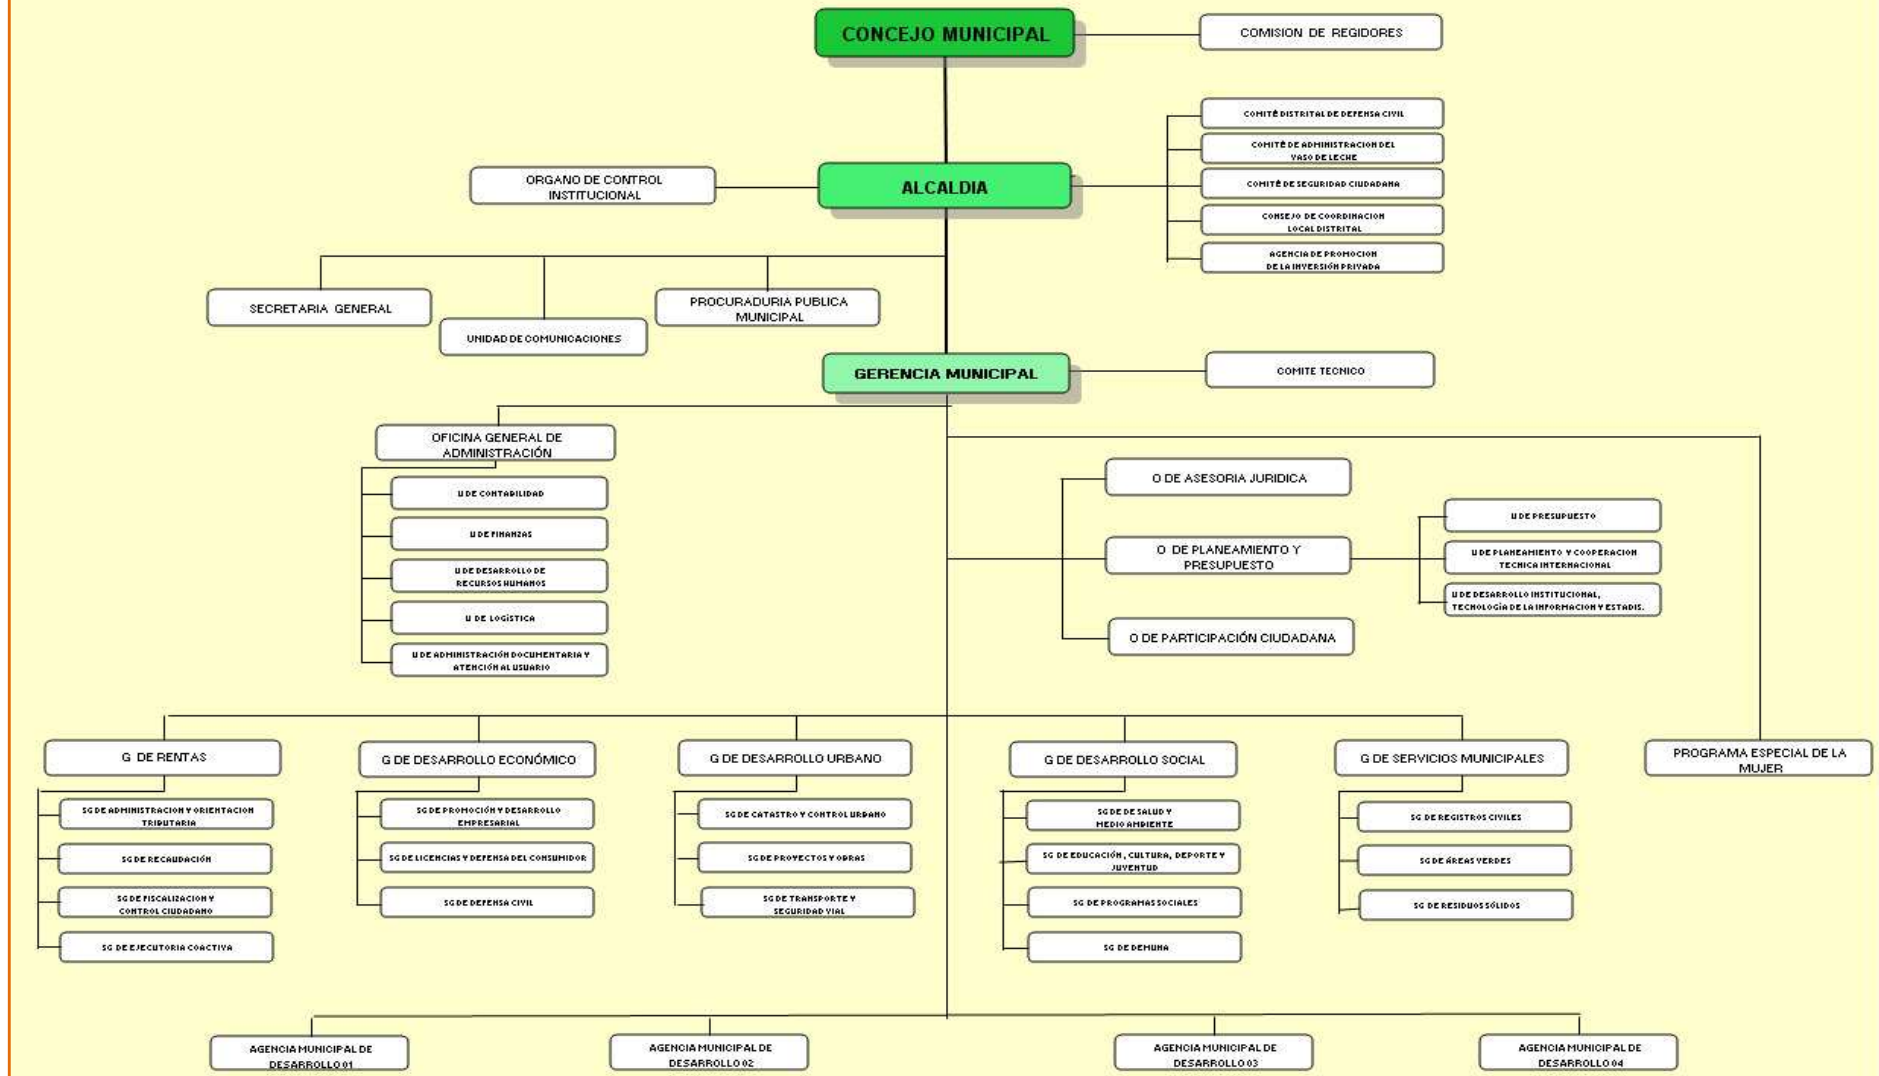 CONCEJO MUNICIPAL
COMISION DE REGIDORES
COMITÉ DISTRITAL DE DEFENSA CIVIL
COMITÉ DE ADMINISTRACION DEL
VASO DE LECHE
COMITÉ DE SEGURIDAD CIUDADANA
CONSEJO DE COORDINACION
LOCAL DISTRITAL
AGENCIA DE PROMOCION
DE LA INVERSIÓN PRIVADA
ORGANO DE CONTROL
INSTITUCIONAL
ALCALDIA
SECRETARIA GENERAL
UNIDAD DE COMUNICACIONES
PROCURADURIA PUBLICA
MUNICIPAL
GERENCIA MUNICIPAL
COMITE TECNICO
OFICINA GENERAL DE
ADMINISTRACIÓN
U DE CONTABILIDAD
U DE FINANZAS
U DE DESARROLLO DE
RECURSOS HUMANOS
U DE LOGÍSTICA
U DE ADMINISTRACIÓN DOCUMENTARIA Y
ATENCIÓN AL USUARIO
O DE ASESORIA JURIDICA
O DE PLANEAMIENTO Y
PRESUPUESTO
O DE PARTICIPACIÓN CIUDADANA
U DE PRESUPUESTO
U DE PLANEAMIENTO Y COOPERACION
TECNICA INTERNACIONAL
U DE DESARROLLO INSTITUCIONAL,
TECNOLOGÍA DE LA INFORMACION Y ESTADIS.
G DE RENTAS
SG DE ADMINISTRACION Y ORIENTACION
TRIBUTARIA
SG DE RECAUDACIÓN
SG DE FISCALIZACION Y
CONTROL CIUDADANO
SG DE EJECUTORIA COACTIVA
G DE DESARROLLO ECONÓMICO
SG DE PROMOCIÓN Y DESARROLLO
EMPRESARIAL
SG DE LICENCIAS Y DEFENSA DEL CONSUMIDOR
SG DE DEFENSA CIVIL
G DE DESARROLLO URBANO
SG DE CATASTRO Y CONTROL URBANO
SG DE PROYECTOS Y OBRAS
SG DE TRANSPORTE Y
SEGURIDAD VIAL
G DE DESARROLLO SOCIAL
SG DE DE SALUD Y
MEDIO AMBIENTE
SG DE EDUCACIÓN, CULTURA, DEPORTE Y
JUVENTUD
SG DE PROGRAMAS SOCIALES
SG DE DEMUNA
G DE SERVICIOS MUNICIPALES
SG DE REGISTROS CIVILES
SG DE ÁREAS VERDES
SG DE RESIDUOS SÓLIDOS
PROGRAMA ESPECIAL DE LA
MUJER
AGENCIA MUNICIPAL DE
DESARROLLO 01
AGENCIA MUNICIPAL DE
DESARROLLO 02
AGENCIA MUNICIPAL DE
DESARROLLO 03
AGENCIA MUNICIPAL DE
DESARROLLO 04